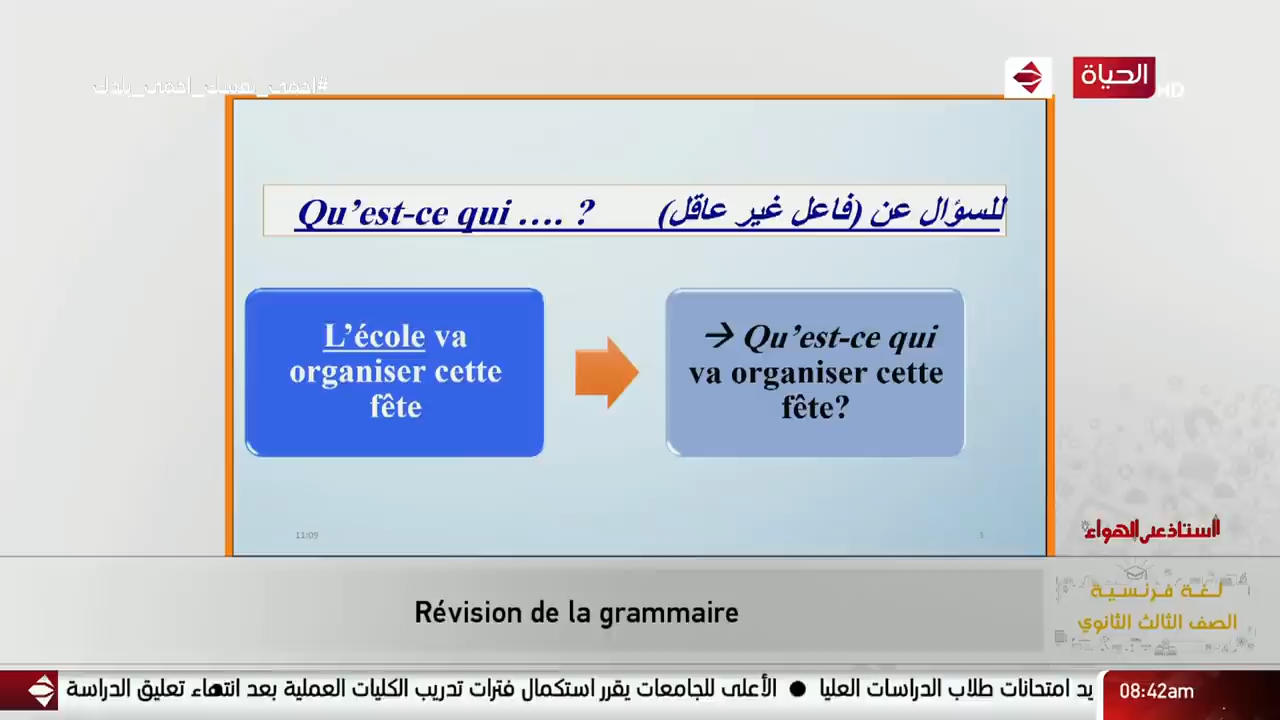 #احمي_نفسك_احمي_بلدك
الحياة
HD
Qu’est-ce qui .... ? للسؤال عن (فاعل غير عاقل)
L’école va
organiser cette
fête
→ Qu’est-ce qui
va organiser cette
fête?
11:09
أستاذ على الهواء
لغة فرنسية
الصف الثالث الثانوي
Révision de la grammaire
يد امتحانات طلاب الدراسات العليا ● الأعلى للجامعات يقرر استكمال فترات تدريب الكليات العملية بعد انتهاء تعليق الدراسة
08:42am